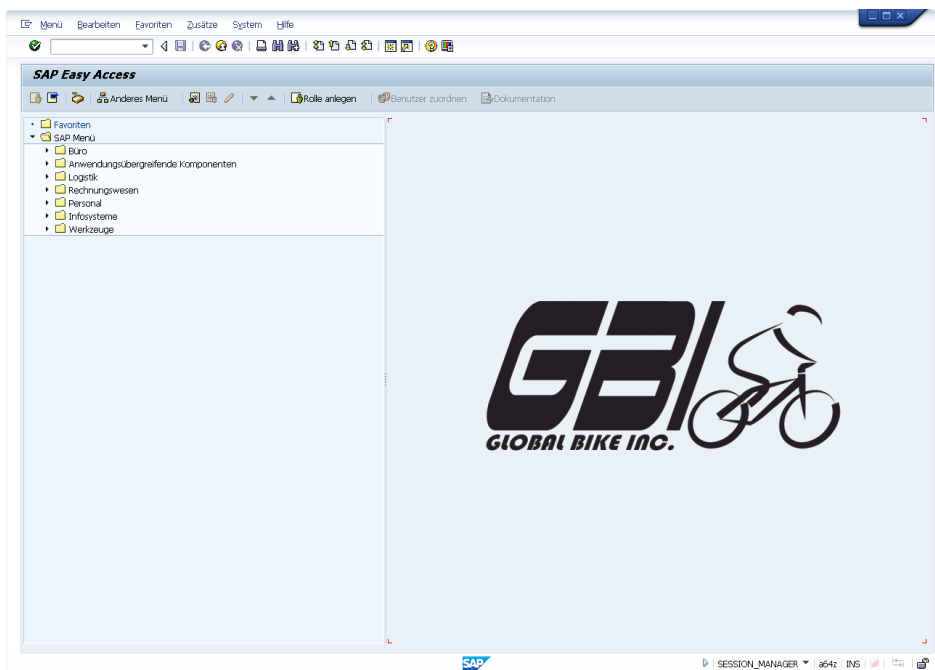 Menü Bearbeiten Favoriten Zusätze System Hilfe
SAP Easy Access
Anderes Menü Rolle anlegen Benutzer zuordnen Dokumentation
Favoriten
SAP Menü
Büro
Anwendungsübergreifende Komponenten
Logistik
Rechnungswesen
Personal
Infosysteme
Werkzeuge
GBI
GLOBAL BIKE INC.
SAP SESSION_MANAGER a64z INS